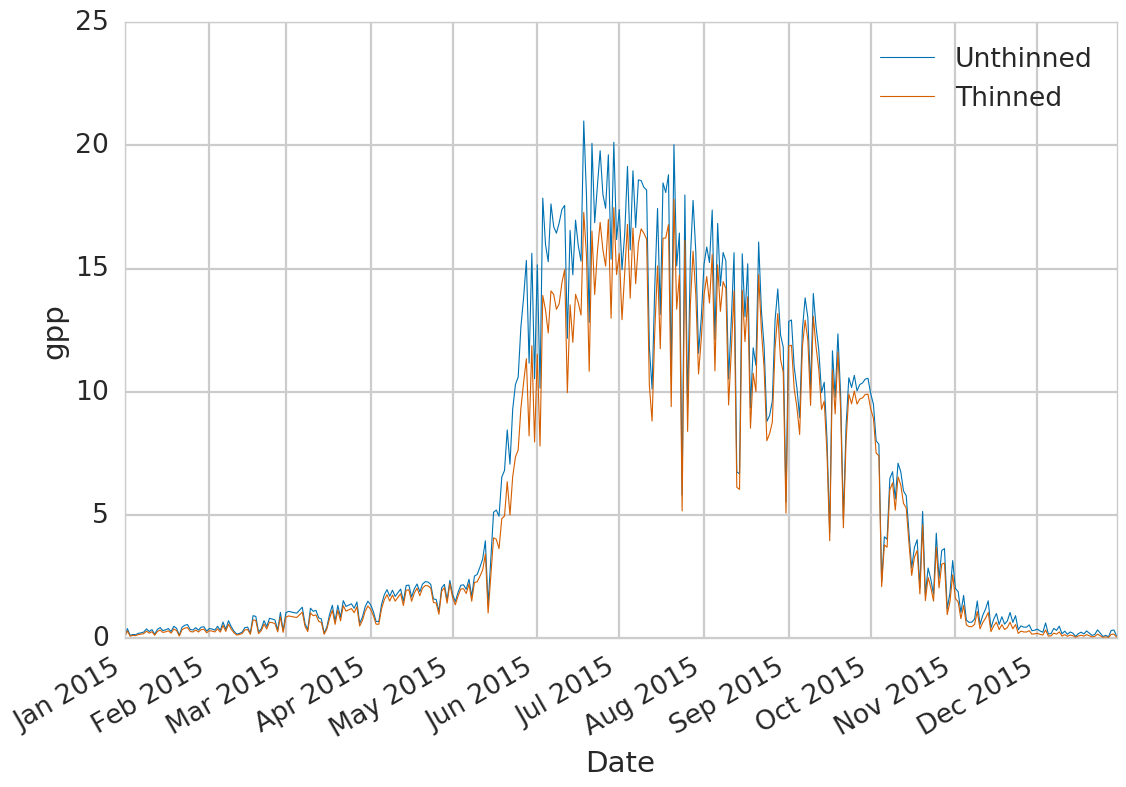 25
20
15
10
5
0
gpp
Unthinned
Thinned
Jan 2015
Feb 2015
Mar 2015
Apr 2015
May 2015
Jun 2015
Jul 2015
Aug 2015
Sep 2015
Oct 2015
Nov 2015
Dec 2015
Date